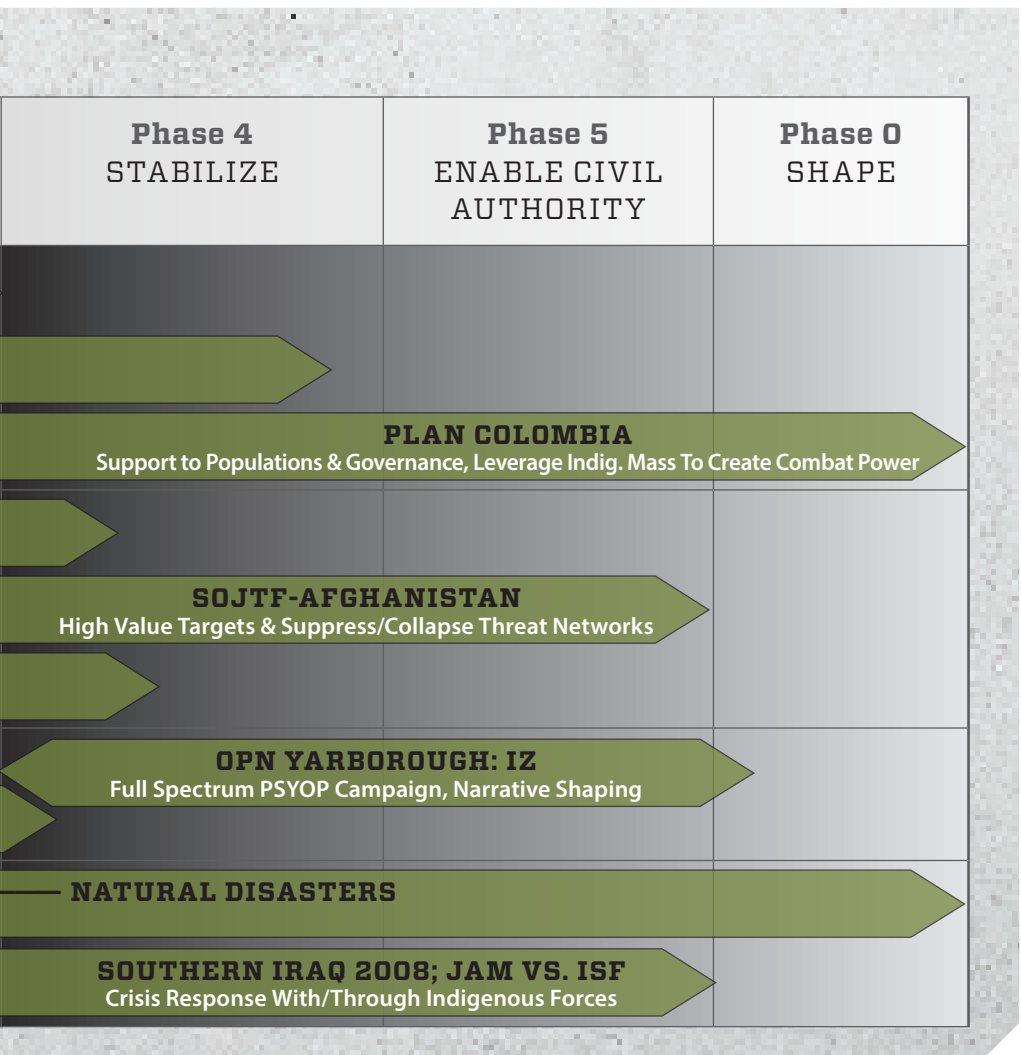 Phase 4
STABILIZE
Phase 5
ENABLE CIVIL
AUTHORITY
Phase 0
SHAPE
PLAN COLOMBIA
Support to Populations & Governance, Leverage Indig. Mass To Create Combat Power
SOJTF-AFGHANISTAN
High Value Targets & Suppress/Collapse Threat Networks
OPN YARBOROUGH: IZ
Full Spectrum PSYOP Campaign, Narrative Shaping
NATURAL DISASTERS
SOUTHERN IRAQ 2008; JAM VS. ISF
Crisis Response With/Through Indigenous Forces